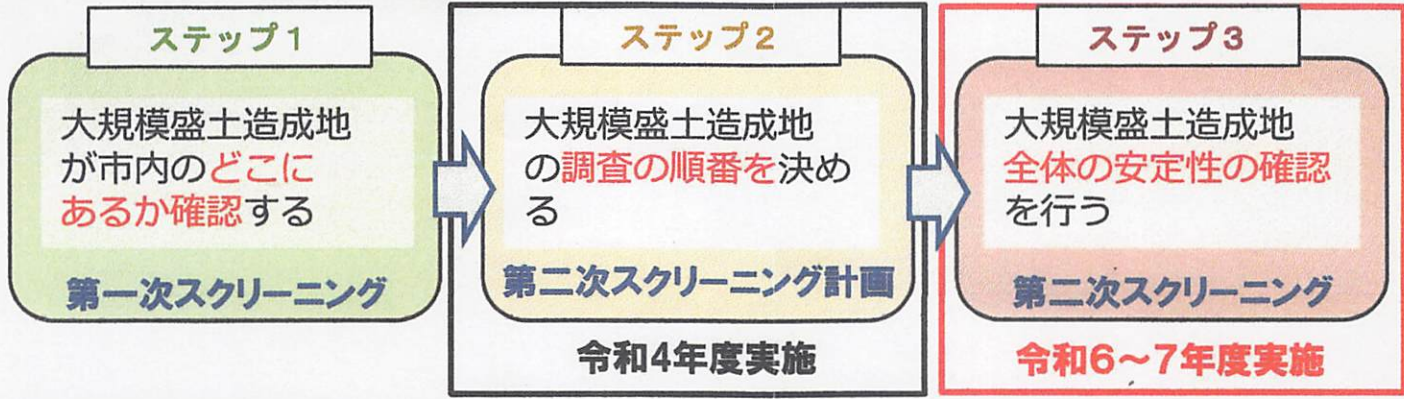 ステップ1
大規模盛土造成地
が市内のどこに
あるか確認する
第一次スクリーニング
ステップ2
大規模盛土造成地
の調査の順番を決め
る
第二次スクリーニング計画
令和4年度実施
ステップ3
大規模盛土造成地
全体の安定性の確認
を行う
第二次スクリーニング
令和6~7年度実施